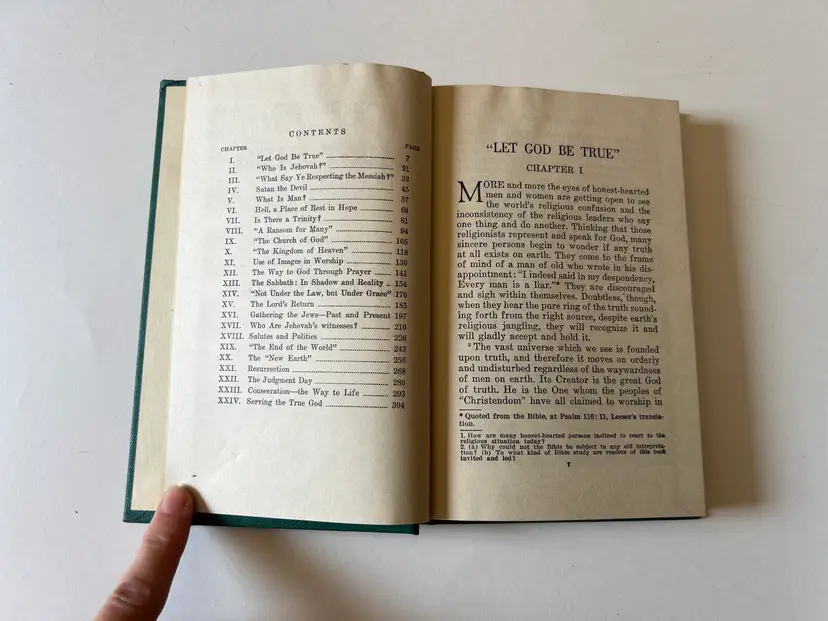 CONTENTS
CHAPTER PAGE
I. "Let God Be True" 7
II. "Who Is Jehovah?" 21
III. "What Say Ye Respecting the Messiah?" 33
IV. Satan the Devil 45
V. What Is Man? 57
VI. Hell, a Place of Rest in Hope 68
VII. Is There a Trinity? 81
VIII. "A Ransom for Many" 94
IX. "The Church of God" 105
X. "The Kingdom of Heaven" 118
XI. Use of Images in Worship 130
XII. The Way to God Through Prayer 141
XIII. The Sabbath: In Shadow and Reality 154
XIV. "Not Under the Law, but Under Grace" 170
XV. The Lord's Return 185
XVI. Gathering the Jews—Past and Present 197
XVII. Who Are Jehovah's witnesses? 210
XVIII. Salutes and Politics 226
XIX. "The End of the World" 243
XX. The "New Earth" 256
XXI. Resurrection 268
XXII. The Judgment Day 280
XXIII. Consecration—the Way to Life 293
XXIV. Serving the True God 304
"LET GOD BE TRUE"
CHAPTER I
MORE and more the eyes of honest-hearted
men and women are getting open to see
the world's religious confusion and the
inconsistency of the religious leaders who say
one thing and do another. Thinking that those
religionists represent and speak for God, many
sincere persons begin to wonder if any truth
at all exists on earth. They come to the frame
of mind of a man of old who wrote in his dis-
appointment: "I indeed said in my despondency,
Every man is a liar."* They are discouraged
and sigh within themselves. Doubtless, though,
when they hear the pure ring of the truth sound-
ing forth from the right source, despite earth's
religious jangling, they will recognize it and
will gladly accept and hold it.
² The vast universe which we see is founded
upon truth, and therefore it moves on orderly
and undisturbed regardless of the waywardness
of men on earth. Its Creator is the great God
of truth. He is the One whom the peoples of
"Christendom" have all claimed to worship in
* Quoted from the Bible, at Psalm 116:11, Leeser's transla-
tion.
1. How are many honest-hearted persons inclined to react to the
religious situation today?
2. (a) Why could not the Bible be subject to any old interpreta-
tion? (b) To what kind of Bible study are readers of this book
invited and led?
7